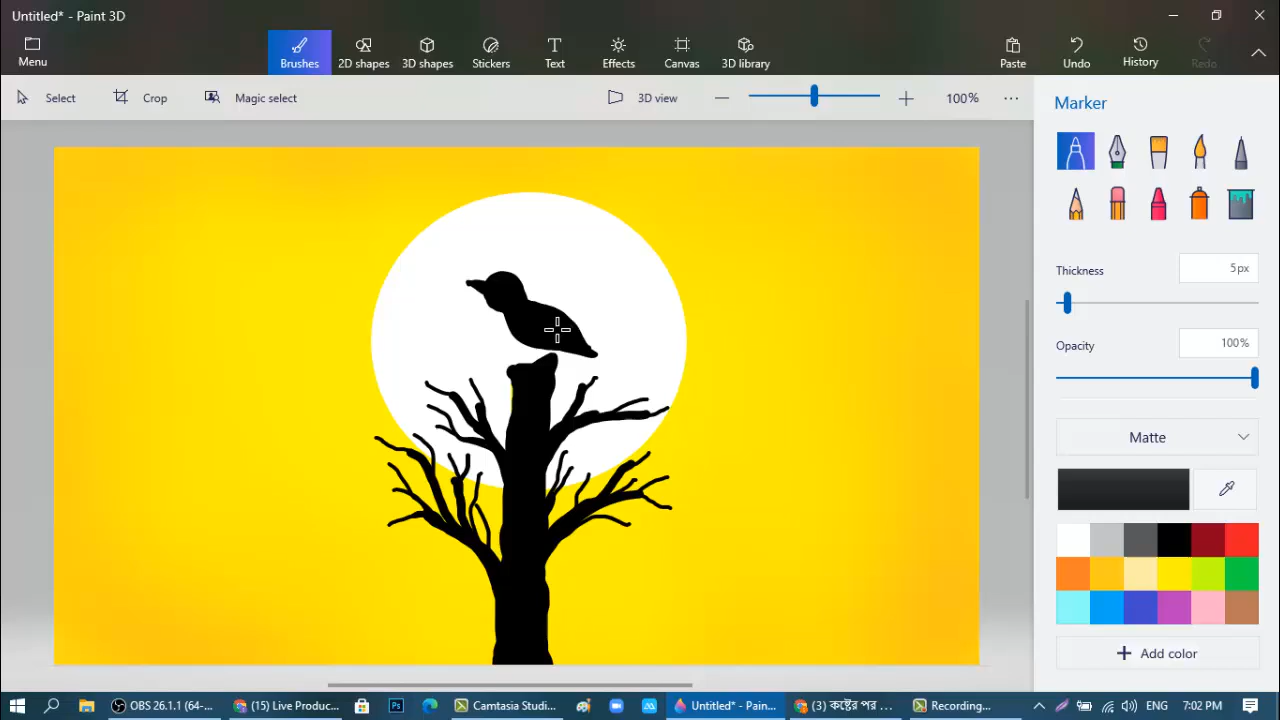 Untitled* - Paint 3D
Menu
Brushes
2D shapes
3D shapes
Stickers
Text
Effects
Canvas
3D library
Paste
Undo
History
Redo
Select
Crop
Magic select
3D view
100%
Marker
Thickness
5px
Opacity
100%
Matte
Add color
OBS 26.1.1 (64-...
(15) Live Produc...
Ps
Camtasia Studi...
Untitled* - Pain...
(3) কষ্টের পর ...
Recording...
ENG
7:02 PM